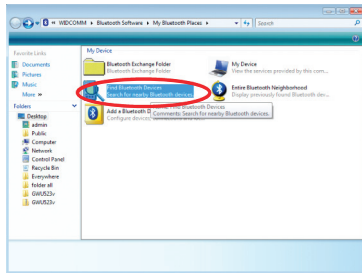 « WIDCOMM ▸ Bluetooth Software ▸ My Bluetooth Places ▸
Search
Favorite Links
Documents
Pictures
Music
More »
Folders
Desktop
admin
Public
Computer
Network
Control Panel
Recycle Bin
Everywhere
folder all
GWU523v
GWU523v
My Device
Bluetooth Exchange Folder
Bluetooth Exchange Folder
My Device
View the services provided by this com...
Find Bluetooth Devices
Search for nearby Bluetooth devices.
Entire Bluetooth Neighborhood
Display previously found Bluetooth dev...
Add a Bluetooth D
Configure devices
Bluetooth Devices
Comments: Search for nearby Bluetooth devices.